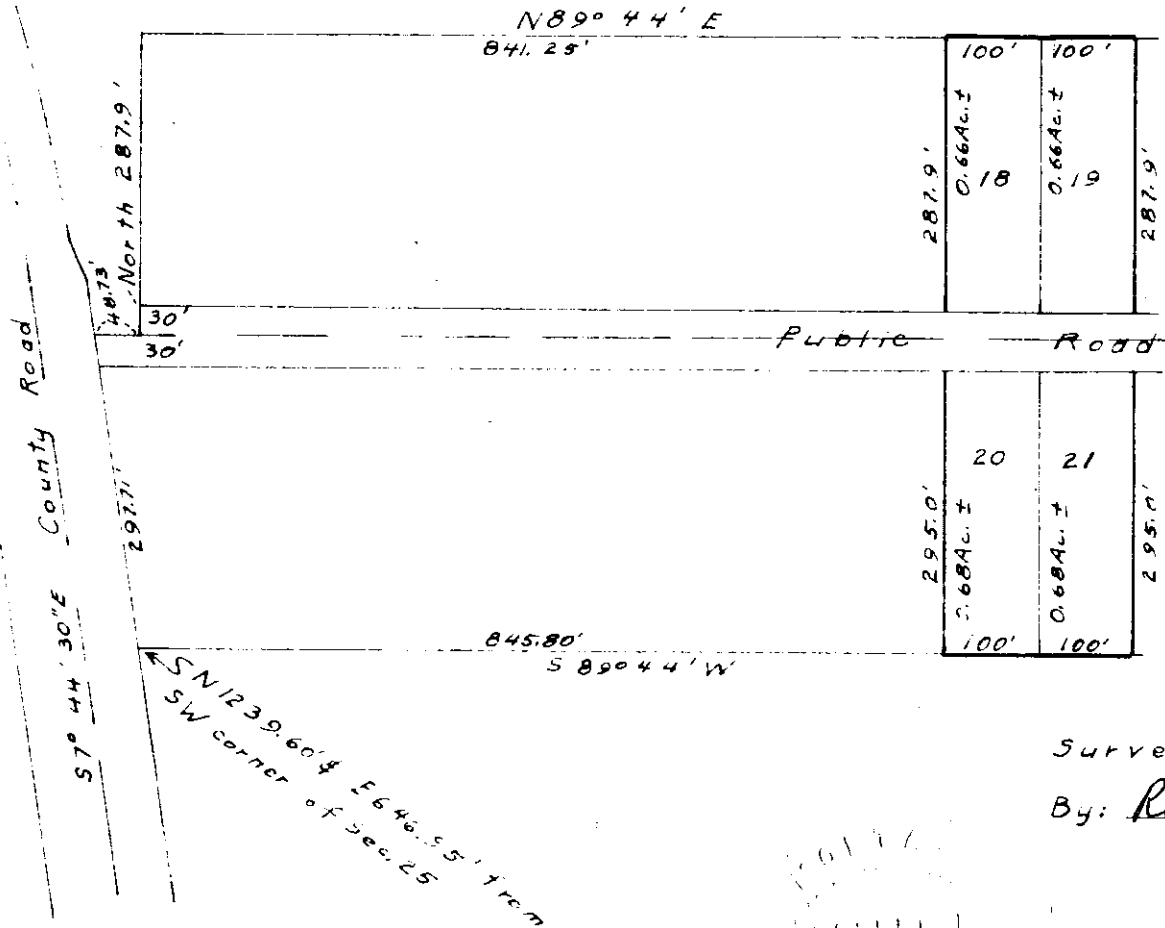 N89° 44' E
841.25'
100' 100'
North 287.9'
287.9'
0.66Ac.±
18
0.66Ac.±
19
287.9'
48.73'
30'
30'
Public Road
County Road
297.71'
S7° 44' 30"E
295.0'
20
21
0.68Ac.±
0.68Ac.±
295.0'
845.80'
S 89° 44' W
100' 100'
N1239.60' & from
SW corner of Sec. 25
Surve
By: